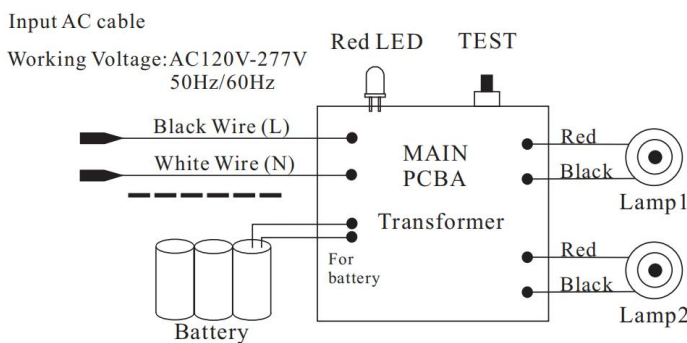 Input AC cable
Working Voltage:AC120V-277V
50Hz/60Hz
Red LED
TEST
Black Wire (L)
White Wire (N)
MAIN
PCBA
Transformer
For
battery
Battery
Red
Black
Lamp1
Red
Black
Lamp2